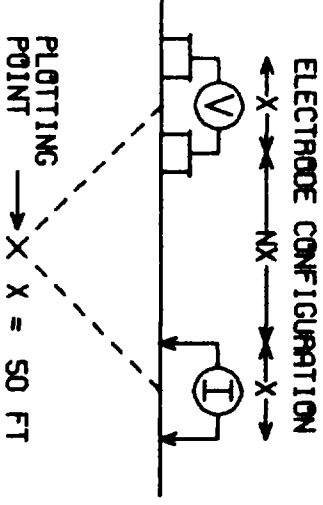 ELECTRODE CONFIGURATION
X NX X
V I
PLOTTING
POINT X X = 50 FT